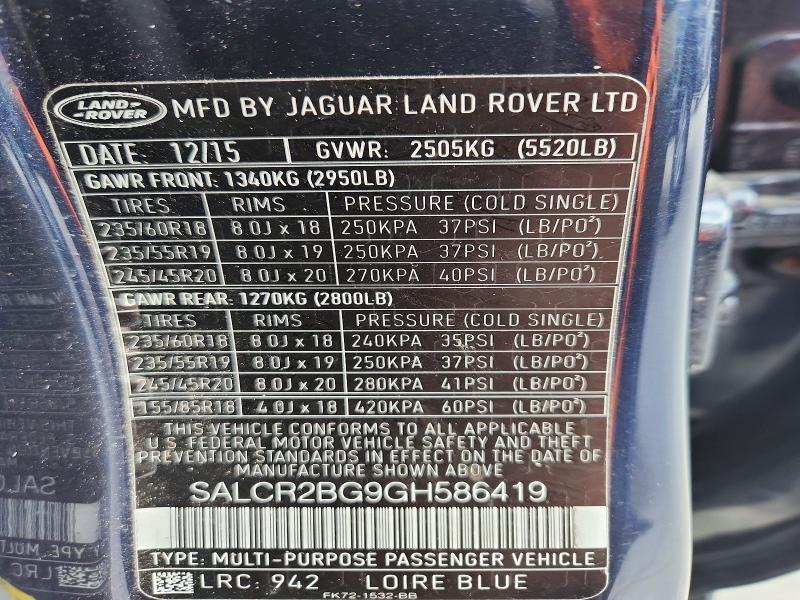 LAND-
-ROVER
MFD BY JAGUAR LAND ROVER LTD
DATE: 12/15 GVWR: 2505KG (5520LB)
GAWR FRONT: 1340KG (2950LB)
TIRES RIMS PRESSURE (COLD SINGLE)
235/60R18 8.0J x 18 250KPA 37PSI (LB/PO²)
235/55R19 8.0J x 19 250KPA 37PSI (LB/PO²)
245/45R20 8.0J x 20 270KPA 40PSI (LB/PO²)
GAWR REAR: 1270KG (2800LB)
TIRES RIMS PRESSURE (COLD SINGLE)
235/60R18 8.0J x 18 240KPA 35PSI (LB/PO²)
235/55R19 8.0J x 19 250KPA 37PSI (LB/PO²)
245/45R20 8.0J x 20 280KPA 41PSI (LB/PO²)
155/85R18 4.0J x 18 420KPA 60PSI (LB/PO²)
THIS VEHICLE CONFORMS TO ALL APPLICABLE
U.S. FEDERAL MOTOR VEHICLE SAFETY AND THEFT
PREVENTION STANDARDS IN EFFECT ON THE DATE OF
MANUFACTURE SHOWN ABOVE
SALCR2BG9GH586419
TYPE: MULTI-PURPOSE PASSENGER VEHICLE
LRC: 942 LOIRE BLUE
FK72-1532-BB